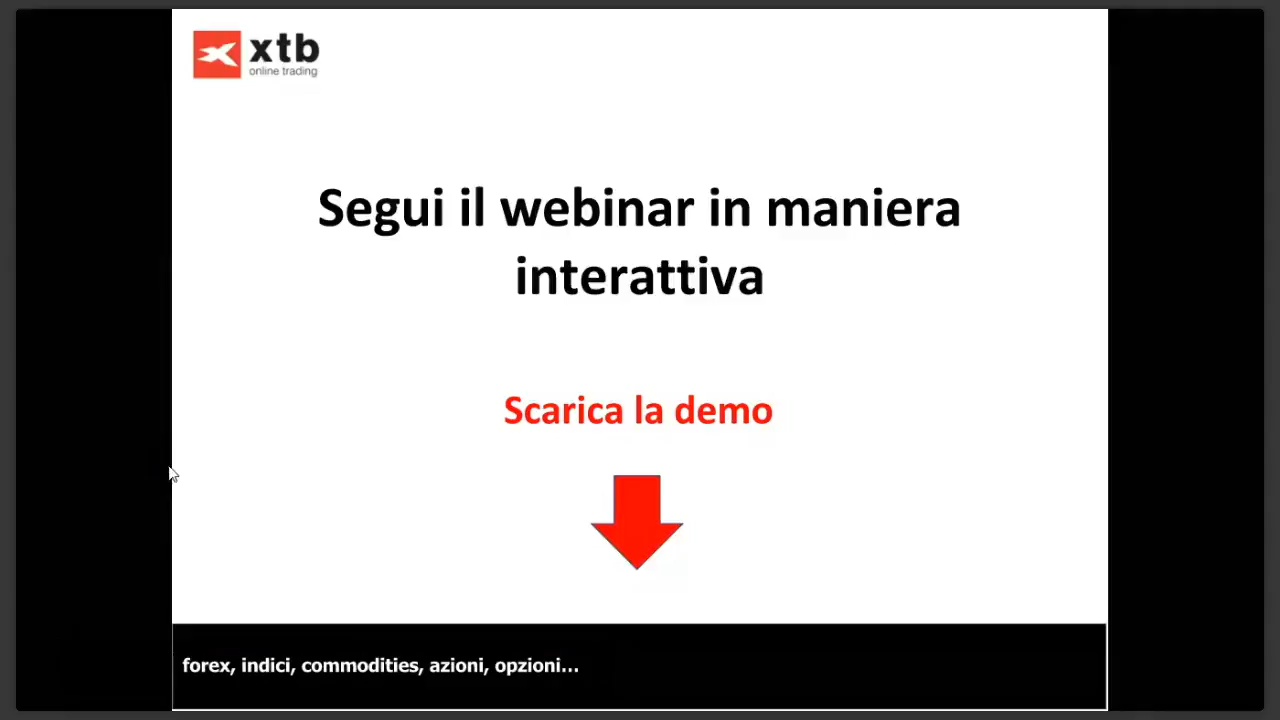 xtb
online trading
Segui il webinar in maniera
interattiva
Scarica la demo
forex, indici, commodities, azioni, opzioni...